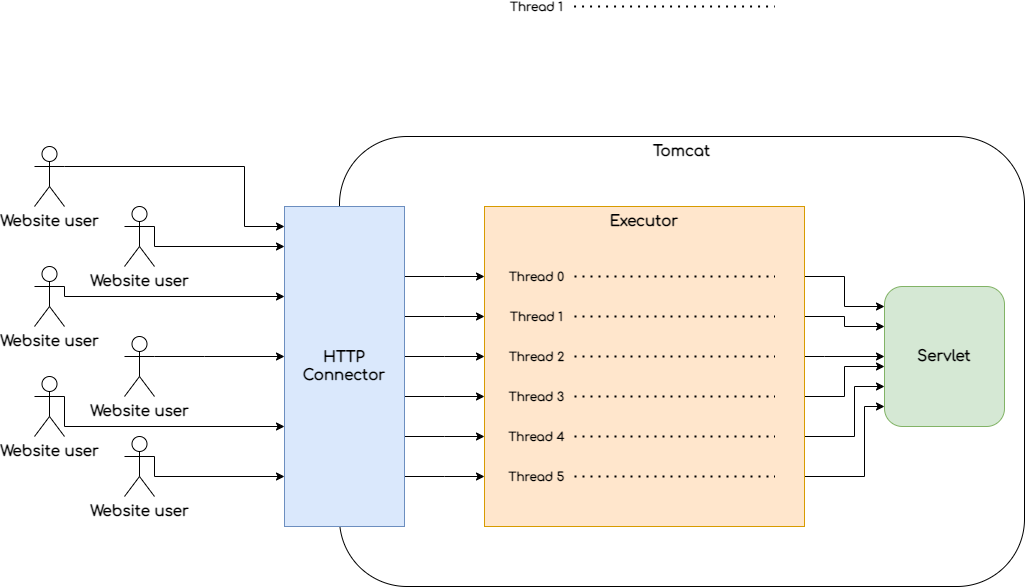 Thread 1
Tomcat
Website user
Executor
Website user
Thread 0
Thread 1
Website user
HTTP
Connector
Thread 2
Servlet
Thread 3
Website user
Thread 4
Website user
Thread 5
Website user